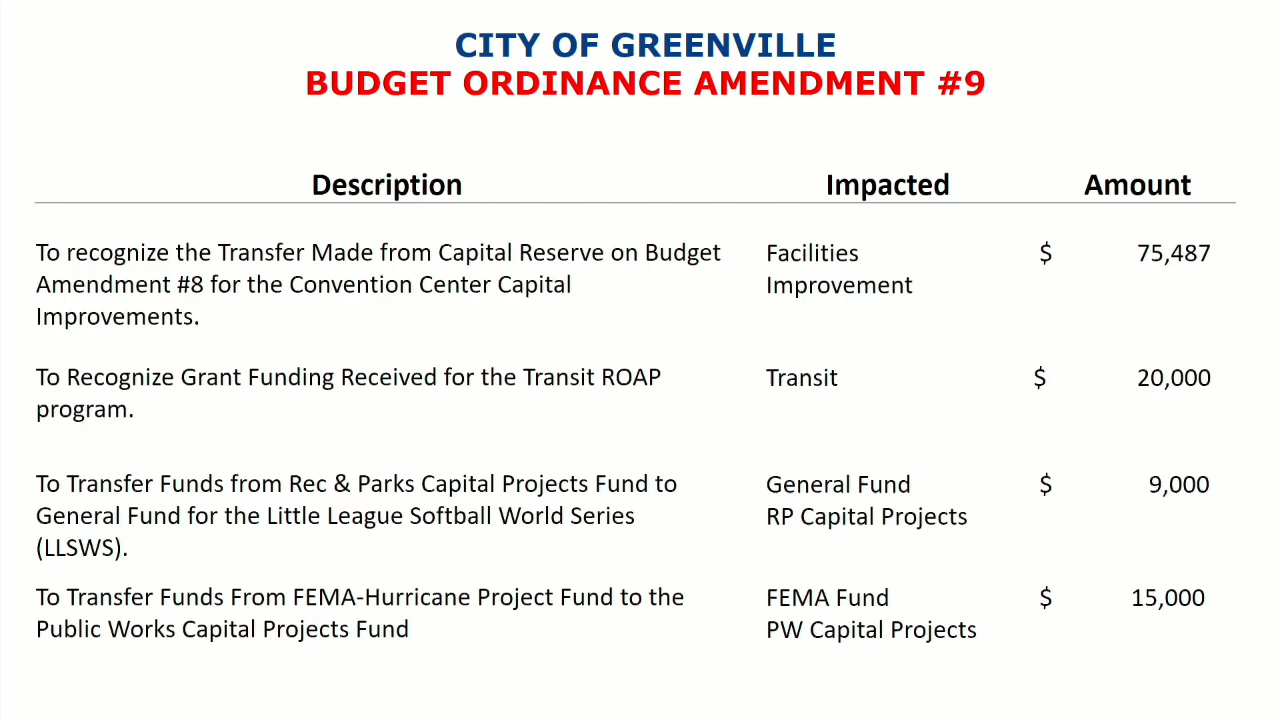 CITY OF GREENVILLE
BUDGET ORDINANCE AMENDMENT #9
Description Impacted Amount
To recognize the Transfer Made from Capital Reserve on Budget Facilities $ 75,487
Amendment #8 for the Convention Center Capital Improvement
Improvements.
To Recognize Grant Funding Received for the Transit ROAP Transit $ 20,000
program.
To Transfer Funds from Rec & Parks Capital Projects Fund to General Fund $ 9,000
General Fund for the Little League Softball World Series RP Capital Projects
(LLSWS).
To Transfer Funds From FEMA-Hurricane Project Fund to the FEMA Fund $ 15,000
Public Works Capital Projects Fund PW Capital Projects